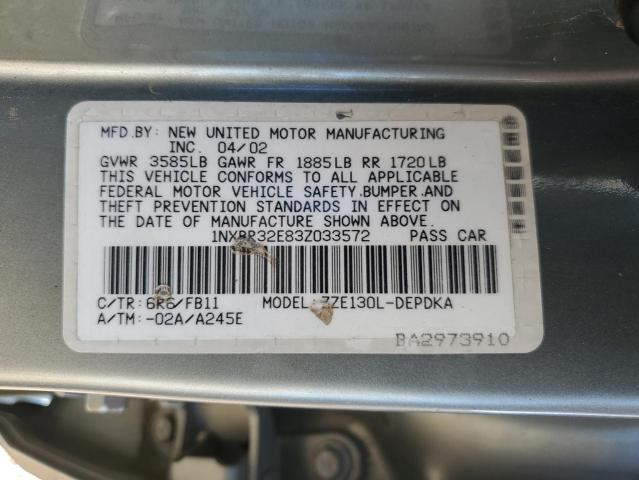 MFD.BY: NEW UNITED MOTOR MANUFACTURING
INC. 04/02
GVWR 3585LB GAWR FR 1885LB RR 1720LB
THIS VEHICLE CONFORMS TO ALL APPLICABLE
FEDERAL MOTOR VEHICLE SAFETY,BUMPER,AND
THEFT PREVENTION STANDARDS IN EFFECT ON
THE DATE OF MANUFACTURE SHOWN ABOVE.
1NXBR32E83Z033572 PASS CAR
C/TR: 6R6/FB11 MODEL: ZZE130L-DEPDKA
A/TM:-02A/A245E
BA2973910